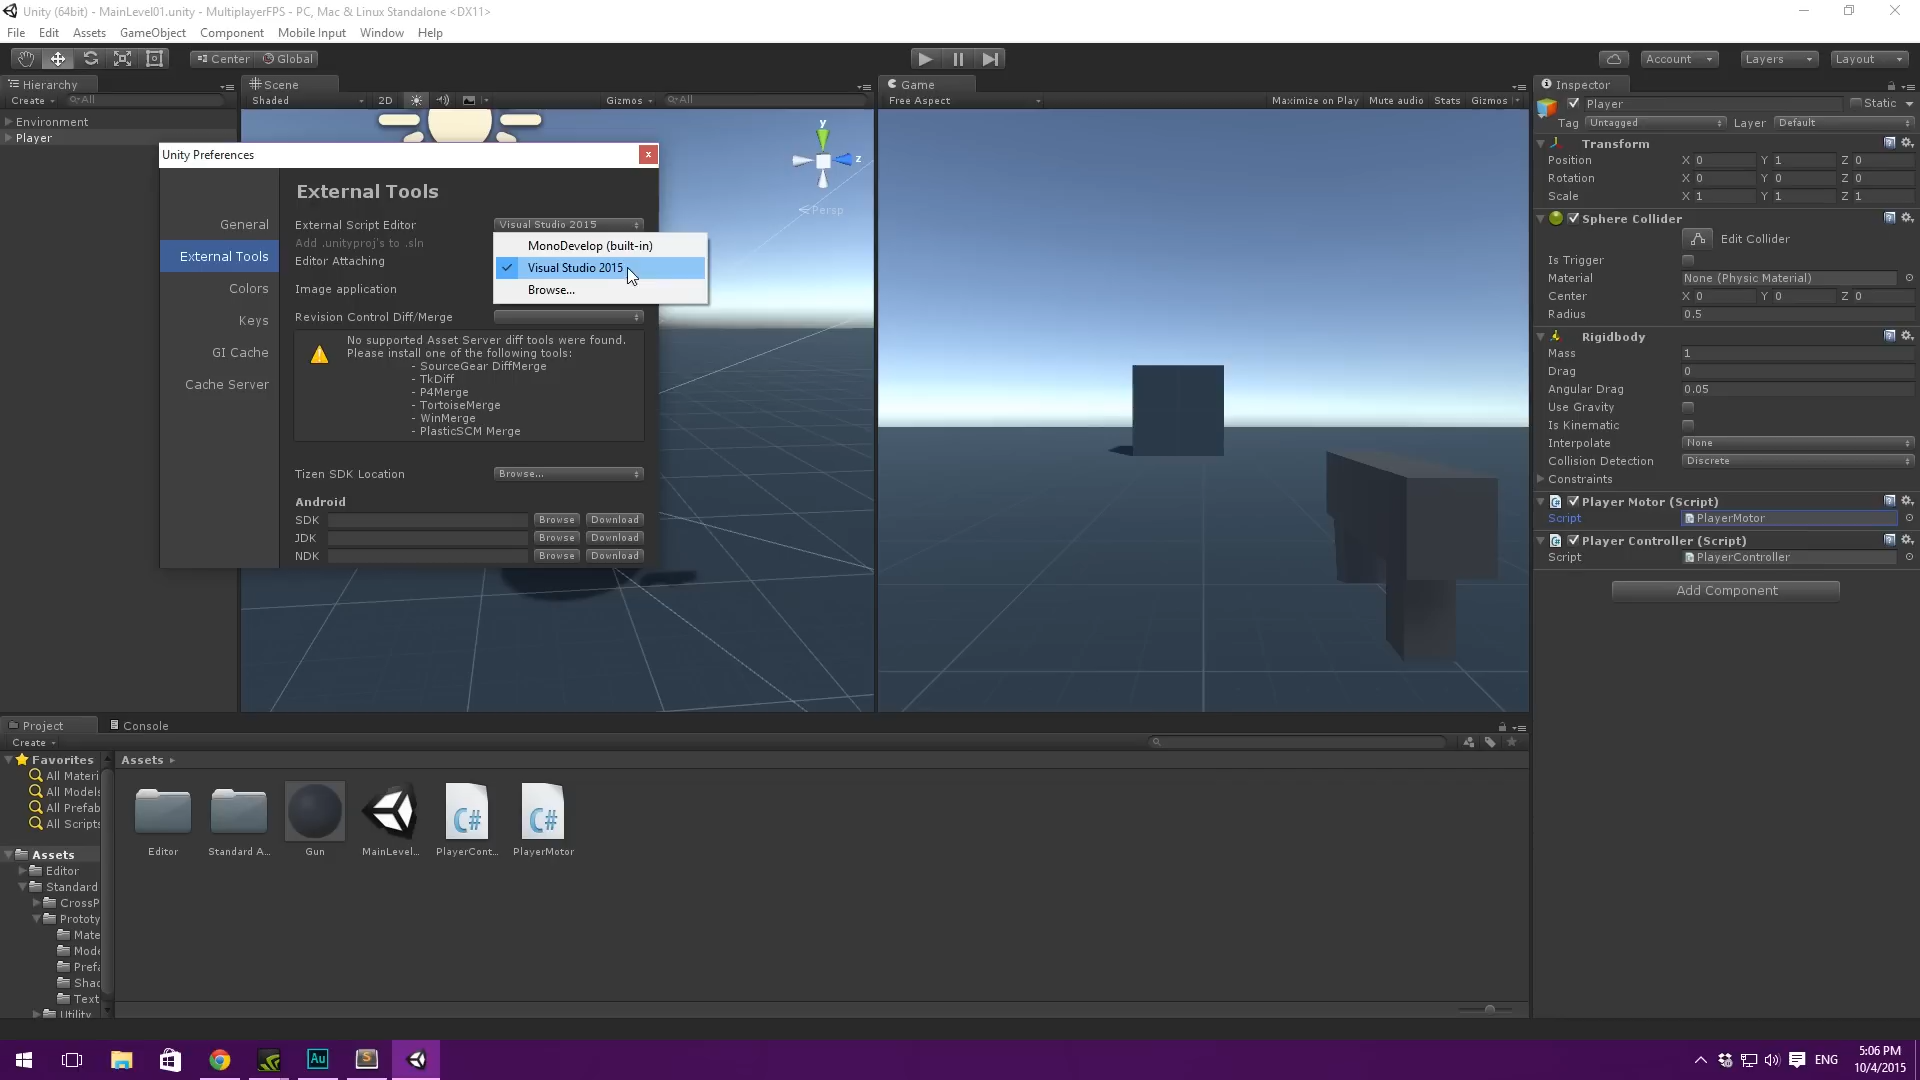 Unity (64bit) - MainLevel01.unity - MultiplayerFPS - PC, Mac & Linux Standalone <DX11>
File Edit Assets GameObject Component Mobile Input Window Help
Center Global Account Layers Layout
Hierarchy
Create All
Environment
Player
Scene
Shaded 2D Gizmos All
y
z
Persp
Game
Free Aspect Maximize on Play Mute audio Stats Gizmos
Unity Preferences
General
External Tools
Colors
Keys
GI Cache
Cache Server
External Tools
External Script Editor Visual Studio 2015
Add .unityproj's to .sln
Editor Attaching
Image application
MonoDevelop (built-in)
Visual Studio 2015
Browse...
Revision Control Diff/Merge
No supported Asset Server diff tools were found.
Please install one of the following tools:
- SourceGear DiffMerge
- TkDiff
- P4Merge
- TortoiseMerge
- WinMerge
- PlasticSCM Merge
Tizen SDK Location Browse...
Android
SDK Browse Download
JDK Browse Download
NDK Browse Download
Inspector
Player Static
Tag Untagged Layer Default
Transform
Position X 0 Y 1 Z 0
Rotation X 0 Y 0 Z 0
Scale X 1 Y 1 Z 1
Sphere Collider
Edit Collider
Is Trigger
Material None (Physic Material)
Center X 0 Y 0 Z 0
Radius 0.5
Rigidbody
Mass 1
Drag 0
Angular Drag 0.05
Use Gravity
Is Kinematic
Interpolate None
Collision Detection Discrete
Constraints
Player Motor (Script)
Script PlayerMotor
Player Controller (Script)
Script PlayerController
Add Component
Project Console
Create
Favorites
All Materi
All Models
All Prefab
All Scripts
Assets
Editor
Standard
CrossP
Prototy
Mate
Mode
Prefa
Shad
Text
Utility
Assets
C# C#
Editor Standard A... Gun MainLevel... PlayerCont... PlayerMotor
Au S
ENG
5:06 PM
10/4/2015